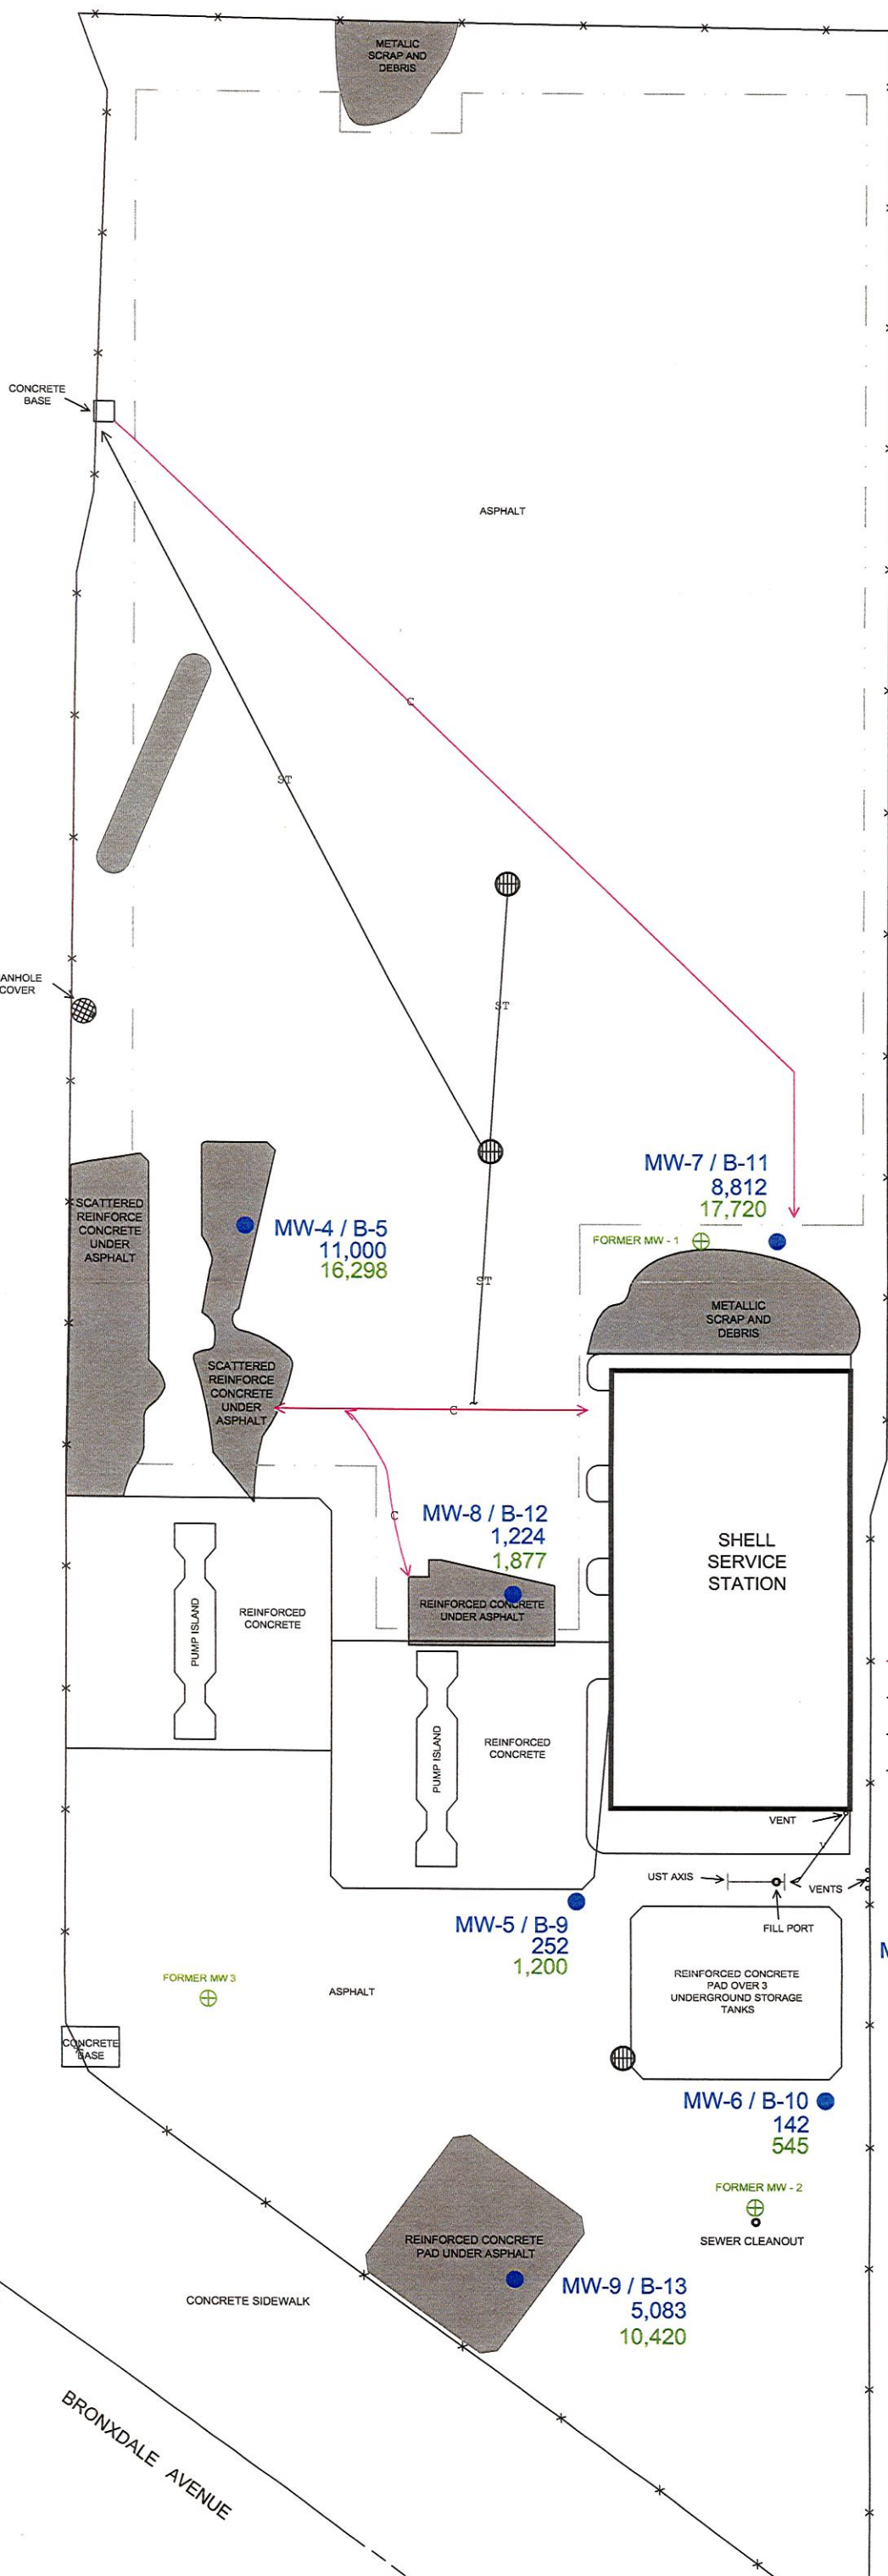 METALIC
SCRAP AND
DEBRIS
CONCRETE
BASE
ASPHALT
C
ST
ANHOLE
COVER
ST
MW-7 / B-11
8,812
17,720
SCATTERED
REINFORCE
CONCRETE
UNDER
ASPHALT
MW-4 / B-5
11,000
16,298
FORMER MW - 1
ST
METALLIC
SCRAP AND
DEBRIS
SCATTERED
REINFORCE
CONCRETE
UNDER
ASPHALT
C
C
MW-8 / B-12
1,224
1,877
SHELL
SERVICE
STATION
REINFORCED CONCRETE
UNDER ASPHALT
PUMP ISLAND
REINFORCED
CONCRETE
PUMP ISLAND
REINFORCED
CONCRETE
VENT
V
UST AXIS
VENTS
FILL PORT
MW-5 / B-9
252
1,200
REINFORCED CONCRETE
PAD OVER 3
UNDERGROUND STORAGE
TANKS
FORMER MW 3
ASPHALT
CONCRETE
BASE
MW-6 / B-10
142
545
FORMER MW - 2
SEWER CLEANOUT
REINFORCED CONCRETE
PAD UNDER ASPHALT
MW-9 / B-13
5,083
10,420
CONCRETE SIDEWALK
BRONXDALE AVENUE